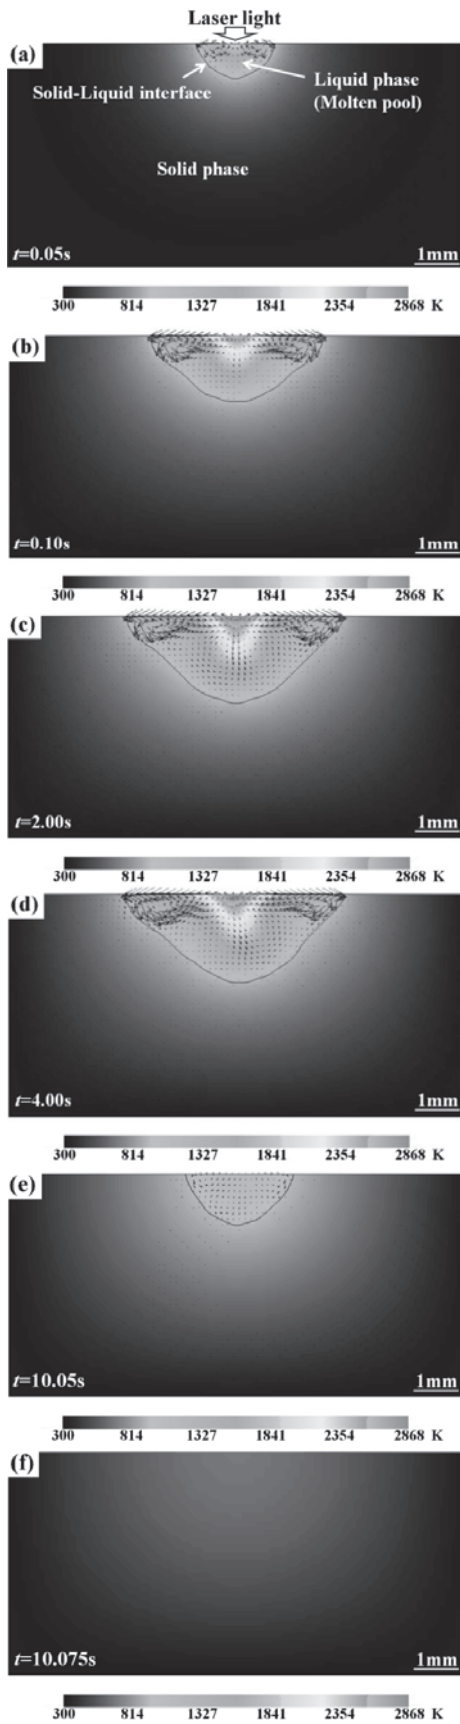 Laser light
(a)
Solid-Liquid interface
Liquid phase
(Molten pool)
Solid phase
t=0.05s
1mm
300 814 1327 1841 2354 2868 K
(b)
t=0.10s
1mm
300 814 1327 1841 2354 2868 K
(c)
t=2.00s
1mm
300 814 1327 1841 2354 2868 K
(d)
t=4.00s
1mm
300 814 1327 1841 2354 2868 K
(e)
t=10.05s
1mm
300 814 1327 1841 2354 2868 K
(f)
t=10.075s
1mm
300 814 1327 1841 2354 2868 K